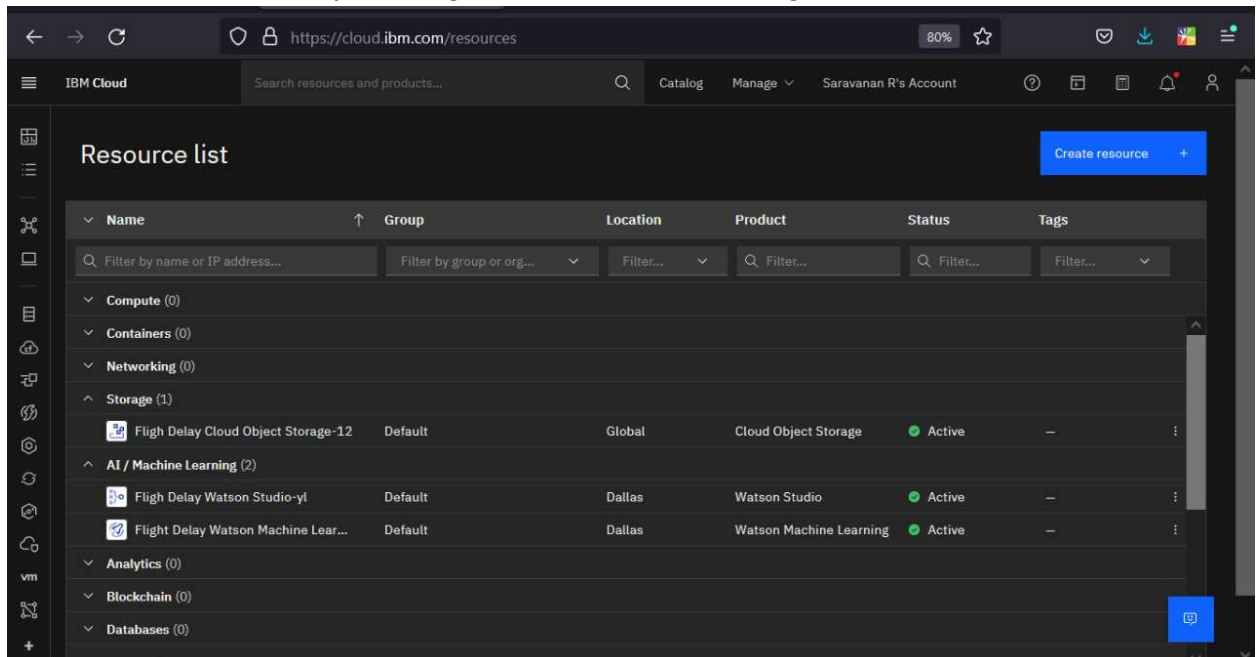 https://cloud.ibm.com/resources 80%
IBM Cloud Search resources and products... Catalog Manage Saravanan R's Account
Resource list Create resource +
Name Group Location Product Status Tags
Filter by name or IP address... Filter by group or org... Filter... Filter... Filter... Filter...
Compute (0)
Containers (0)
Networking (0)
Storage (1)
Fligh Delay Cloud Object Storage-12 Default Global Cloud Object Storage Active –
AI / Machine Learning (2)
Fligh Delay Watson Studio-yl Default Dallas Watson Studio Active –
Flight Delay Watson Machine Lear... Default Dallas Watson Machine Learning Active –
Analytics (0)
vm
Blockchain (0)
Databases (0)